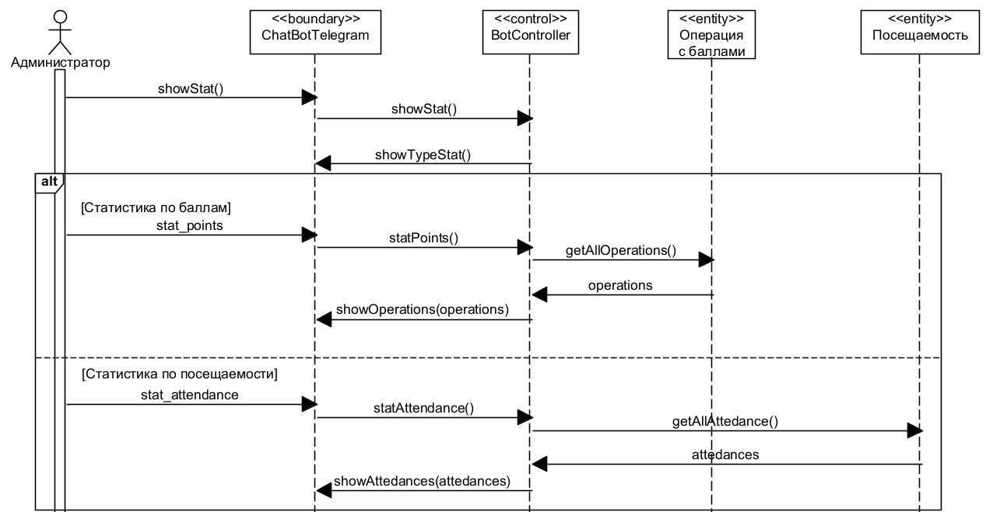 <<boundary>>
ChatBotTelegram
<<control>>
BotController
<<entity>>
Операция
с баллами
<<entity>>
Посещаемость
Администратор
showStat()
showStat()
showTypeStat()
alt
[Статистика по баллам]
stat_points
statPoints()
getAllOperations()
operations
showOperations(operations)
[Статистика по посещаемости]
stat_attendance
statAttendance()
getAllAttedance()
attedances
showAttedances(attedances)